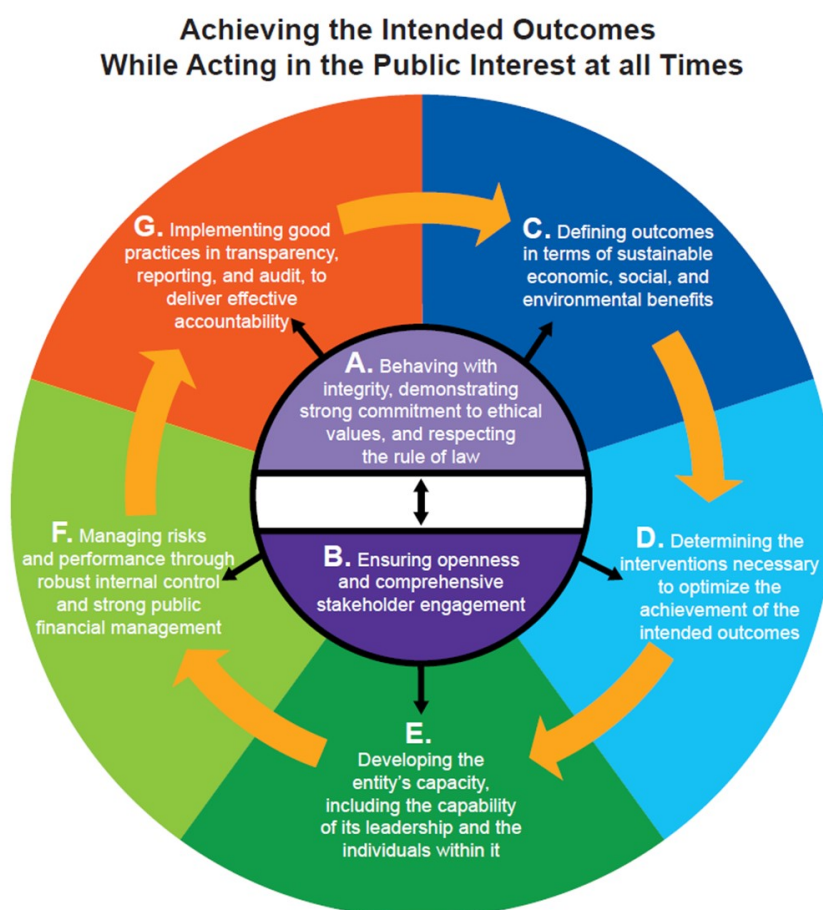 Achieving the Intended Outcomes
While Acting in the Public Interest at all Times
G. Implementing good
practices in transparency,
reporting, and audit, to
deliver effective
accountability
C. Defining outcomes
in terms of sustainable
economic, social, and
environmental benefits
A. Behaving with
integrity, demonstrating
strong commitment to ethical
values, and respecting
the rule of law
B. Ensuring openness
and comprehensive
stakeholder engagement
F. Managing risks
and performance through
robust internal control
and strong public
financial management
D. Determining the
interventions necessary
to optimize the
achievement of the
intended outcomes
E.
Developing the
entity's capacity,
including the capability
of its leadership and the
individuals within it